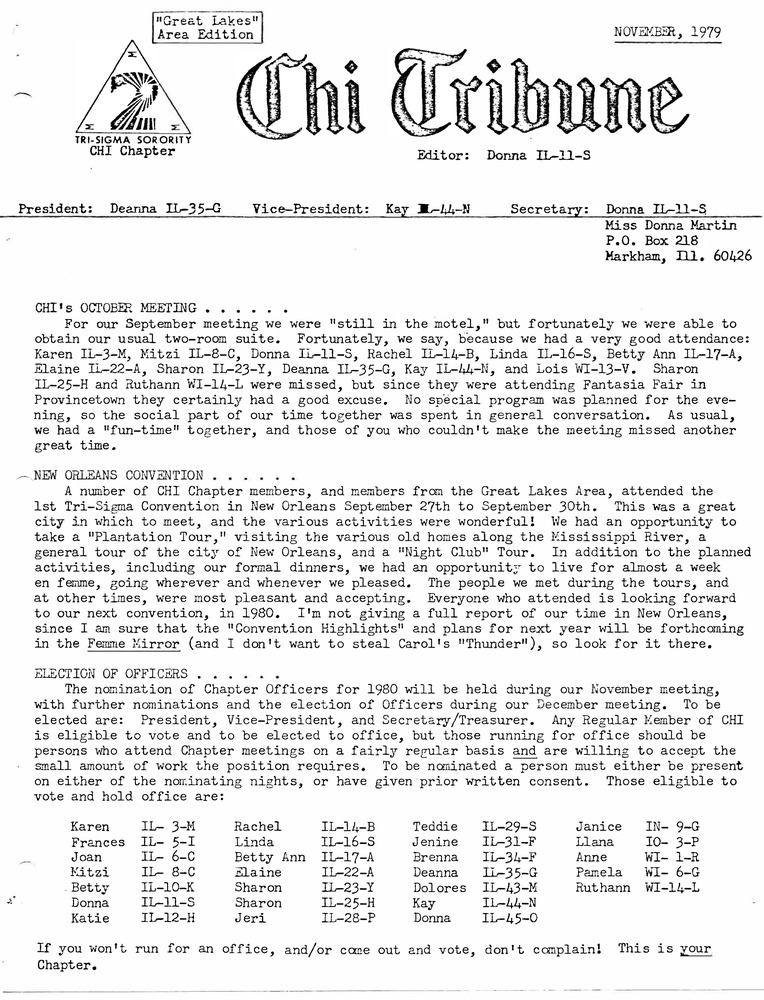 "Great Lakes"
Area Edition
NOVEMBER, 1979
Chi Tribune
TRI-SIGMA SORORITY
CHI Chapter
Editor: Donna IL-11-S
President: Deanna IL-35-G Vice-President: Kay IL-44-N Secretary: Donna IL-11-S
Miss Donna Martin
P.O. Box 218
Markham, Ill. 60426
CHI's OCTOBER MEETING . . . . . .
For our September meeting we were "still in the motel," but fortunately we were able to
obtain our usual two-room suite. Fortunately, we say, because we had a very good attendance:
Karen IL-3-M, Mitzi IL-8-C, Donna IL-11-S, Rachel IL-14-B, Linda IL-16-S, Betty Ann IL-17-A,
Elaine IL-22-A, Sharon IL-23-Y, Deanna IL-35-G, Kay IL-44-N, and Lois WI-13-V. Sharon
IL-25-H and Ruthann WI-14-L were missed, but since they were attending Fantasia Fair in
Provincetown they certainly had a good excuse. No special program was planned for the eve-
ning, so the social part of our time together was spent in general conversation. As usual,
we had a "fun-time" together, and those of you who couldn't make the meeting missed another
great time.
NEW ORLEANS CONVENTION . . . . . .
A number of CHI Chapter members, and members from the Great Lakes Area, attended the
1st Tri-Sigma Convention in New Orleans September 27th to September 30th. This was a great
city in which to meet, and the various activities were wonderful! We had an opportunity to
take a "Plantation Tour," visiting the various old homes along the Mississippi River, a
general tour of the city of New Orleans, and a "Night Club" Tour. In addition to the planned
activities, including our formal dinners, we had an opportunity to live for almost a week
en femme, going wherever and whenever we pleased. The people we met during the tours, and
at other times, were most pleasant and accepting. Everyone who attended is looking forward
to our next convention, in 1980. I'm not giving a full report of our time in New Orleans,
since I am sure that the "Convention Highlights" and plans for next year will be forthcoming
in the Femme Mirror (and I don't want to steal Carol's "Thunder"), so look for it there.
ELECTION OF OFFICERS . . . . . .
The nomination of Chapter Officers for 1980 will be held during our November meeting,
with further nominations and the election of Officers during our December meeting. To be
elected are: President, Vice-President, and Secretary/Treasurer. Any Regular Member of CHI
is eligible to vote and to be elected to office, but those running for office should be
persons who attend Chapter meetings on a fairly regular basis and are willing to accept the
small amount of work the position requires. To be nominated a person must either be present
on either of the nominating nights, or have given prior written consent. Those eligible to
vote and hold office are:
Karen IL- 3-M Rachel IL-14-B Teddie IL-29-S Janice IN- 9-G
Frances IL- 5-I Linda IL-16-S Jenine IL-31-F Llana IO- 3-P
Joan IL- 6-C Betty Ann IL-17-A Brenna IL-34-F Anne WI- 1-R
Mitzi IL- 8-C Elaine IL-22-A Deanna IL-35-G Pamela WI- 6-G
Betty IL-10-K Sharon IL-23-Y Dolores IL-43-M Ruthann WI-14-L
Donna IL-11-S Sharon IL-25-H Kay IL-44-N
Katie IL-12-H Jeri IL-28-P Donna IL-45-O
If you won't run for an office, and/or come out and vote, don't complain! This is your
Chapter.